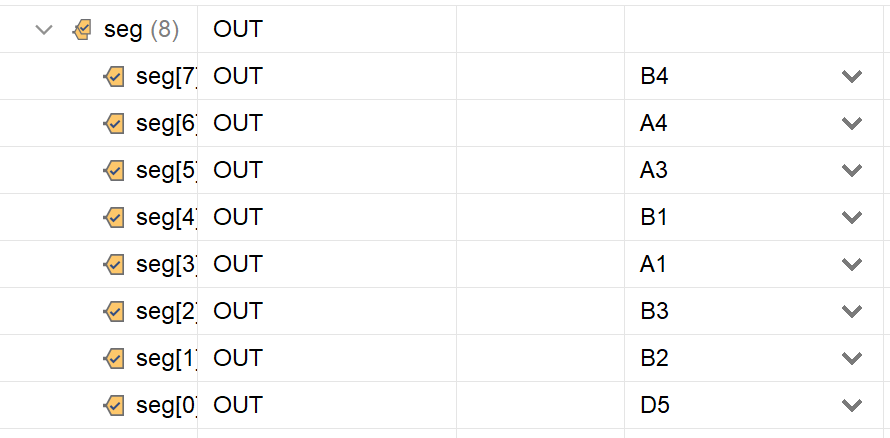 seg (8) OUT
seg[7] OUT B4
seg[6] OUT A4
seg[5] OUT A3
seg[4] OUT B1
seg[3] OUT A1
seg[2] OUT B3
seg[1] OUT B2
seg[0] OUT D5